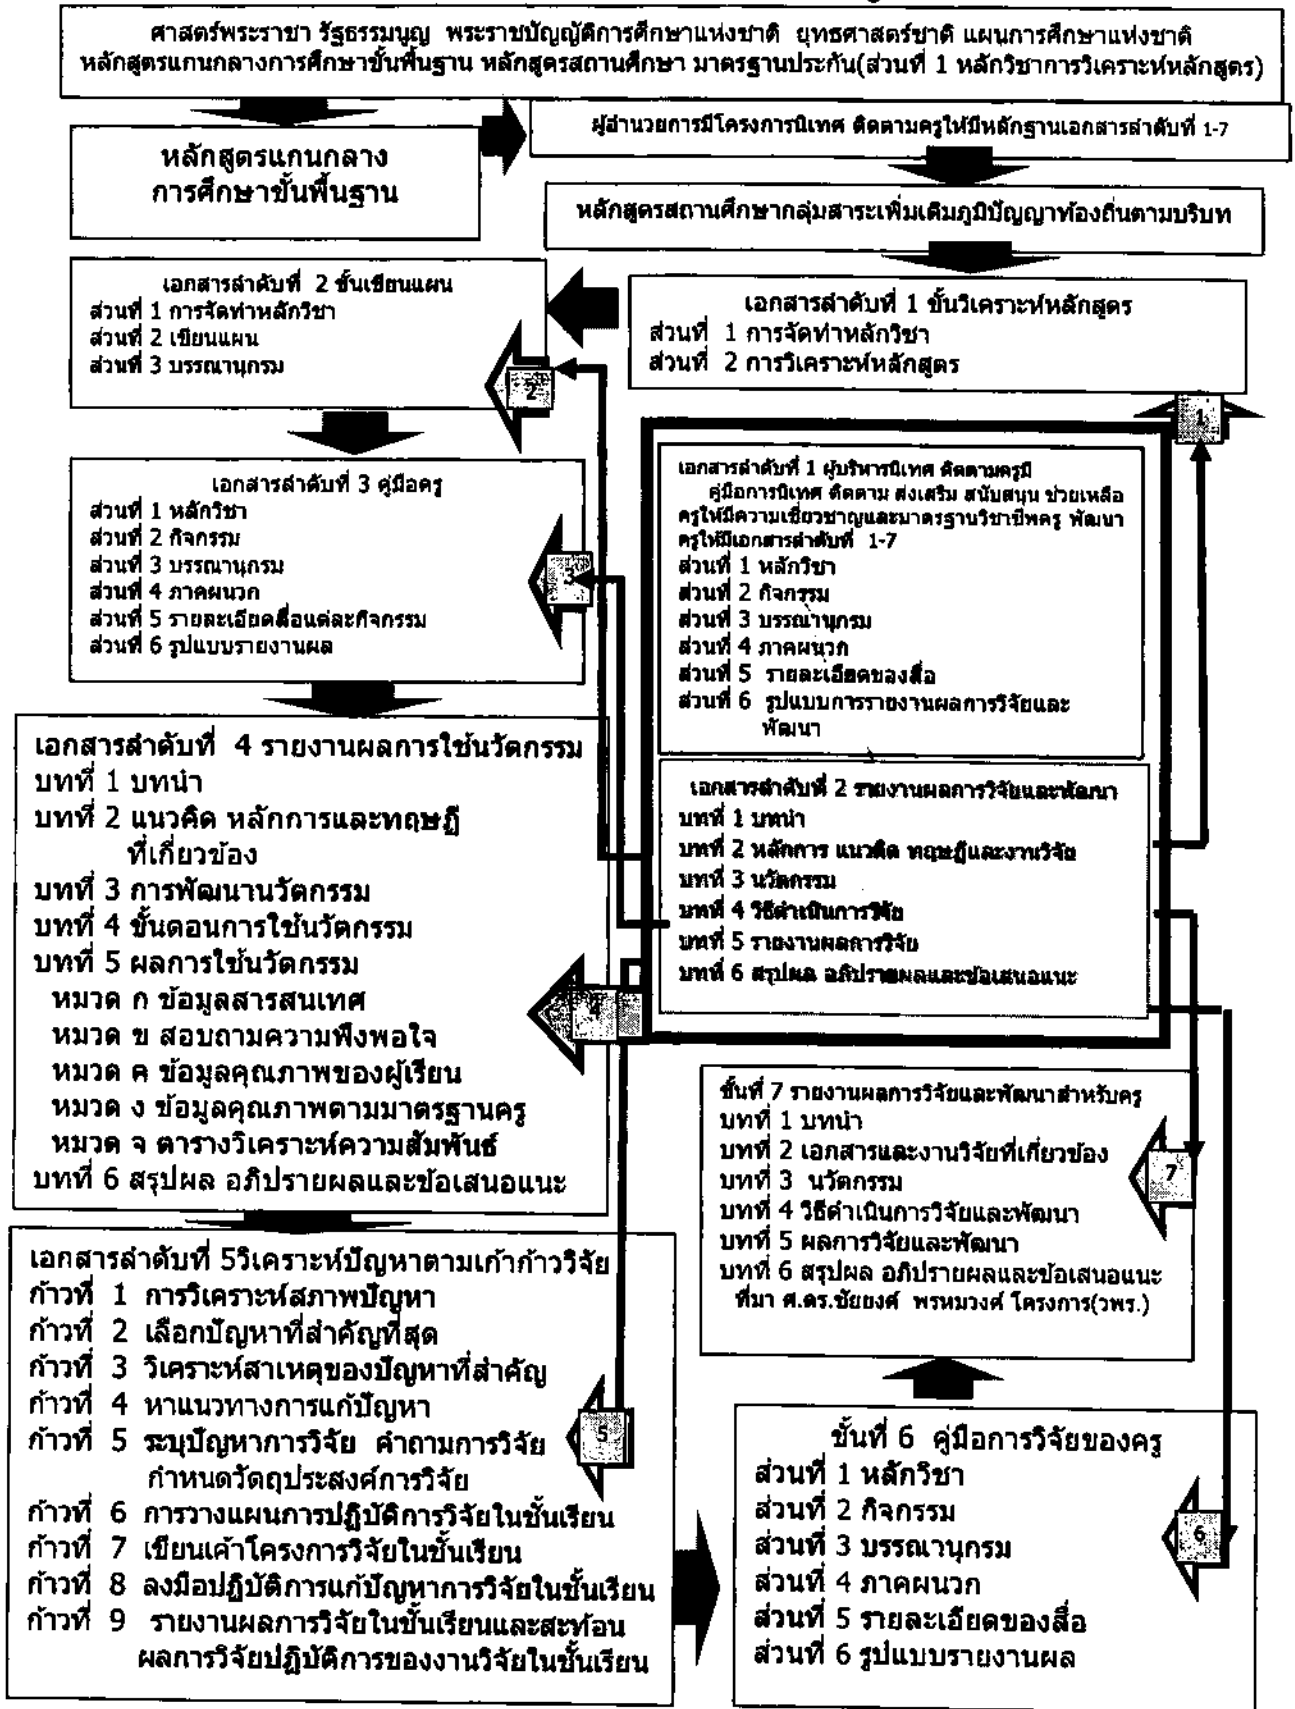 ศาสตร์พระราชา รัฐธรรมนูญ พระราชบัญญัติการศึกษาแห่งชาติ ยุทธศาสตร์ชาติ แผนการศึกษาแห่งชาติ
หลักสูตรแกนกลางการศึกษาขั้นพื้นฐาน หลักสูตรสถานศึกษา มาตรฐานประกัน(ส่วนที่ 1 หลักวิชาการวิเคราะห์หลักสูตร)
ผู้อำนวยการมีโครงการนิเทศ ติดตามครูให้มีหลักฐานเอกสารลำดับที่ 1-7
หลักสูตรแกนกลาง
การศึกษาขั้นพื้นฐาน
หลักสูตรสถานศึกษากลุ่มสาระเพิ่มเติมภูมิปัญญาท้องถิ่นตามบริบท
เอกสารลำดับที่ 1 ขั้นวิเคราะห์หลักสูตร
ส่วนที่ 1 การจัดทำหลักวิชา
ส่วนที่ 2 การวิเคราะห์หลักสูตร
1
เอกสารลำดับที่ 2 ขั้นเขียนแผน
ส่วนที่ 1 การจัดทำหลักวิชา
ส่วนที่ 2 เขียนแผน
ส่วนที่ 3 บรรณานุกรม
2
เอกสารลำดับที่ 3 คู่มือครู
ส่วนที่ 1 หลักวิชา
ส่วนที่ 2 กิจกรรม
ส่วนที่ 3 บรรณานุกรม
ส่วนที่ 4 ภาคผนวก
ส่วนที่ 5 รายละเอียดสื่อแต่ละกิจกรรม
ส่วนที่ 6 รูปแบบรายงานผล
3
เอกสารลำดับที่ 1 ผู้บริหารนิเทศ ติดตามครูมี
คู่มือการนิเทศ ติดตาม ส่งเสริม สนับสนุน ช่วยเหลือ
ครูให้มีความเชี่ยวชาญและมาตรฐานวิชาชีพครู พัฒนา
ครูให้มีเอกสารลำดับที่ 1-7
ส่วนที่ 1 หลักวิชา
ส่วนที่ 2 กิจกรรม
ส่วนที่ 3 บรรณานุกรม
ส่วนที่ 4 ภาคผนวก
ส่วนที่ 5 รายละเอียดของสื่อ
ส่วนที่ 6 รูปแบบการรายงานผลการวิจัยและ
พัฒนา
เอกสารลำดับที่ 2 รายงานผลการวิจัยและพัฒนา
บทที่ 1 บทนำ
บทที่ 2 หลักการ แนวคิด ทฤษฎีและงานวิจัย
บทที่ 3 นวัตกรรม
บทที่ 4 วิธีดำเนินการวิจัย
บทที่ 5 รายงานผลการวิจัย
บทที่ 6 สรุปผล อภิปรายผลและข้อเสนอแนะ
เอกสารลำดับที่ 4 รายงานผลการใช้นวัตกรรม
บทที่ 1 บทนำ
บทที่ 2 แนวคิด หลักการและทฤษฎี
ที่เกี่ยวข้อง
บทที่ 3 การพัฒนานวัตกรรม
บทที่ 4 ขั้นตอนการใช้นวัตกรรม
บทที่ 5 ผลการใช้นวัตกรรม
หมวด ก ข้อมูลสารสนเทศ
หมวด ข สอบถามความพึงพอใจ
หมวด ค ข้อมูลคุณภาพของผู้เรียน
หมวด ง ข้อมูลคุณภาพตามมาตรฐานครู
หมวด จ ตารางวิเคราะห์ความสัมพันธ์
บทที่ 6 สรุปผล อภิปรายผลและข้อเสนอแนะ
4
ขั้นที่ 7 รายงานผลการวิจัยและพัฒนาสำหรับครู
บทที่ 1 บทนำ
บทที่ 2 เอกสารและงานวิจัยที่เกี่ยวข้อง
บทที่ 3 นวัตกรรม
บทที่ 4 วิธีดำเนินการวิจัยและพัฒนา
บทที่ 5 ผลการวิจัยและพัฒนา
บทที่ 6 สรุปผล อภิปรายผลและข้อเสนอแนะ
ที่มา ศ.ดร.ชัยยงค์ พรหมวงศ์ โครงการ(วพร.)
7
เอกสารลำดับที่ 5วิเคราะห์ปัญหาตามเก้าก้าววิจัย
ก้าวที่ 1 การวิเคราะห์สภาพปัญหา
ก้าวที่ 2 เลือกปัญหาที่สำคัญที่สุด
ก้าวที่ 3 วิเคราะห์สาเหตุของปัญหาที่สำคัญ
ก้าวที่ 4 หาแนวทางการแก้ปัญหา
ก้าวที่ 5 ระบุปัญหาการวิจัย คำถามการวิจัย
กำหนดวัตถุประสงค์การวิจัย
ก้าวที่ 6 การวางแผนการปฏิบัติการวิจัยในชั้นเรียน
ก้าวที่ 7 เขียนเค้าโครงการวิจัยในชั้นเรียน
ก้าวที่ 8 ลงมือปฏิบัติการแก้ปัญหาการวิจัยในชั้นเรียน
ก้าวที่ 9 รายงานผลการวิจัยในชั้นเรียนและสะท้อน
ผลการวิจัยปฏิบัติการของงานวิจัยในชั้นเรียน
5
ขั้นที่ 6 คู่มือการวิจัยของครู
ส่วนที่ 1 หลักวิชา
ส่วนที่ 2 กิจกรรม
ส่วนที่ 3 บรรณานุกรม
ส่วนที่ 4 ภาคผนวก
ส่วนที่ 5 รายละเอียดของสื่อ
ส่วนที่ 6 รูปแบบรายงานผล
6